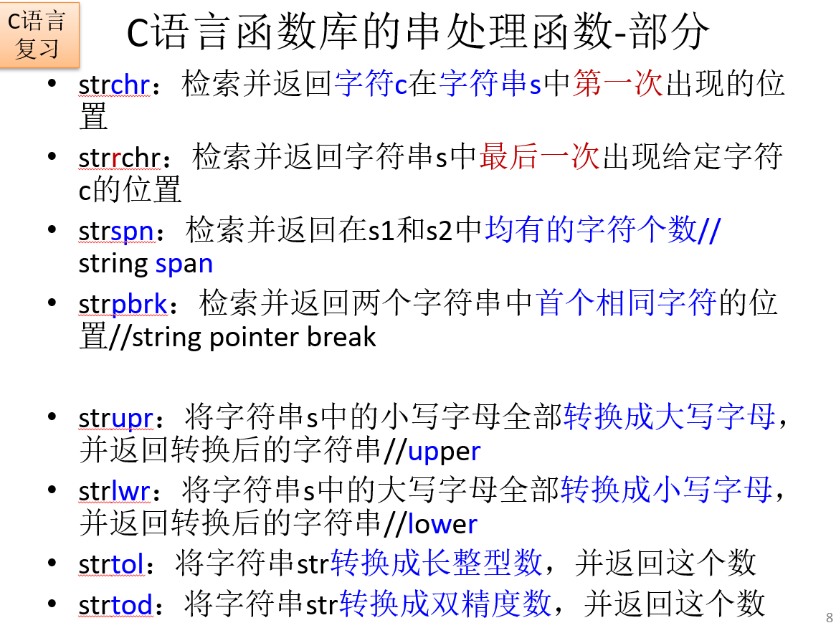 C语言
复习
C语言函数库的串处理函数-部分
• strchr：检索并返回字符c在字符串s中第一次出现的位
置
• strrchr：检索并返回字符串s中最后一次出现给定字符
c的位置
• strspn：检索并返回在s1和s2中均有的字符个数//
string span
• strpbrk：检索并返回两个字符串中首个相同字符的位
置//string pointer break
• strupr：将字符串s中的小写字母全部转换成大写字母，
并返回转换后的字符串//upper
• strlwr：将字符串s中的大写字母全部转换成小写字母，
并返回转换后的字符串//lower
• strtol：将字符串str转换成长整型数，并返回这个数
• strtod：将字符串str转换成双精度数，并返回这个数
8